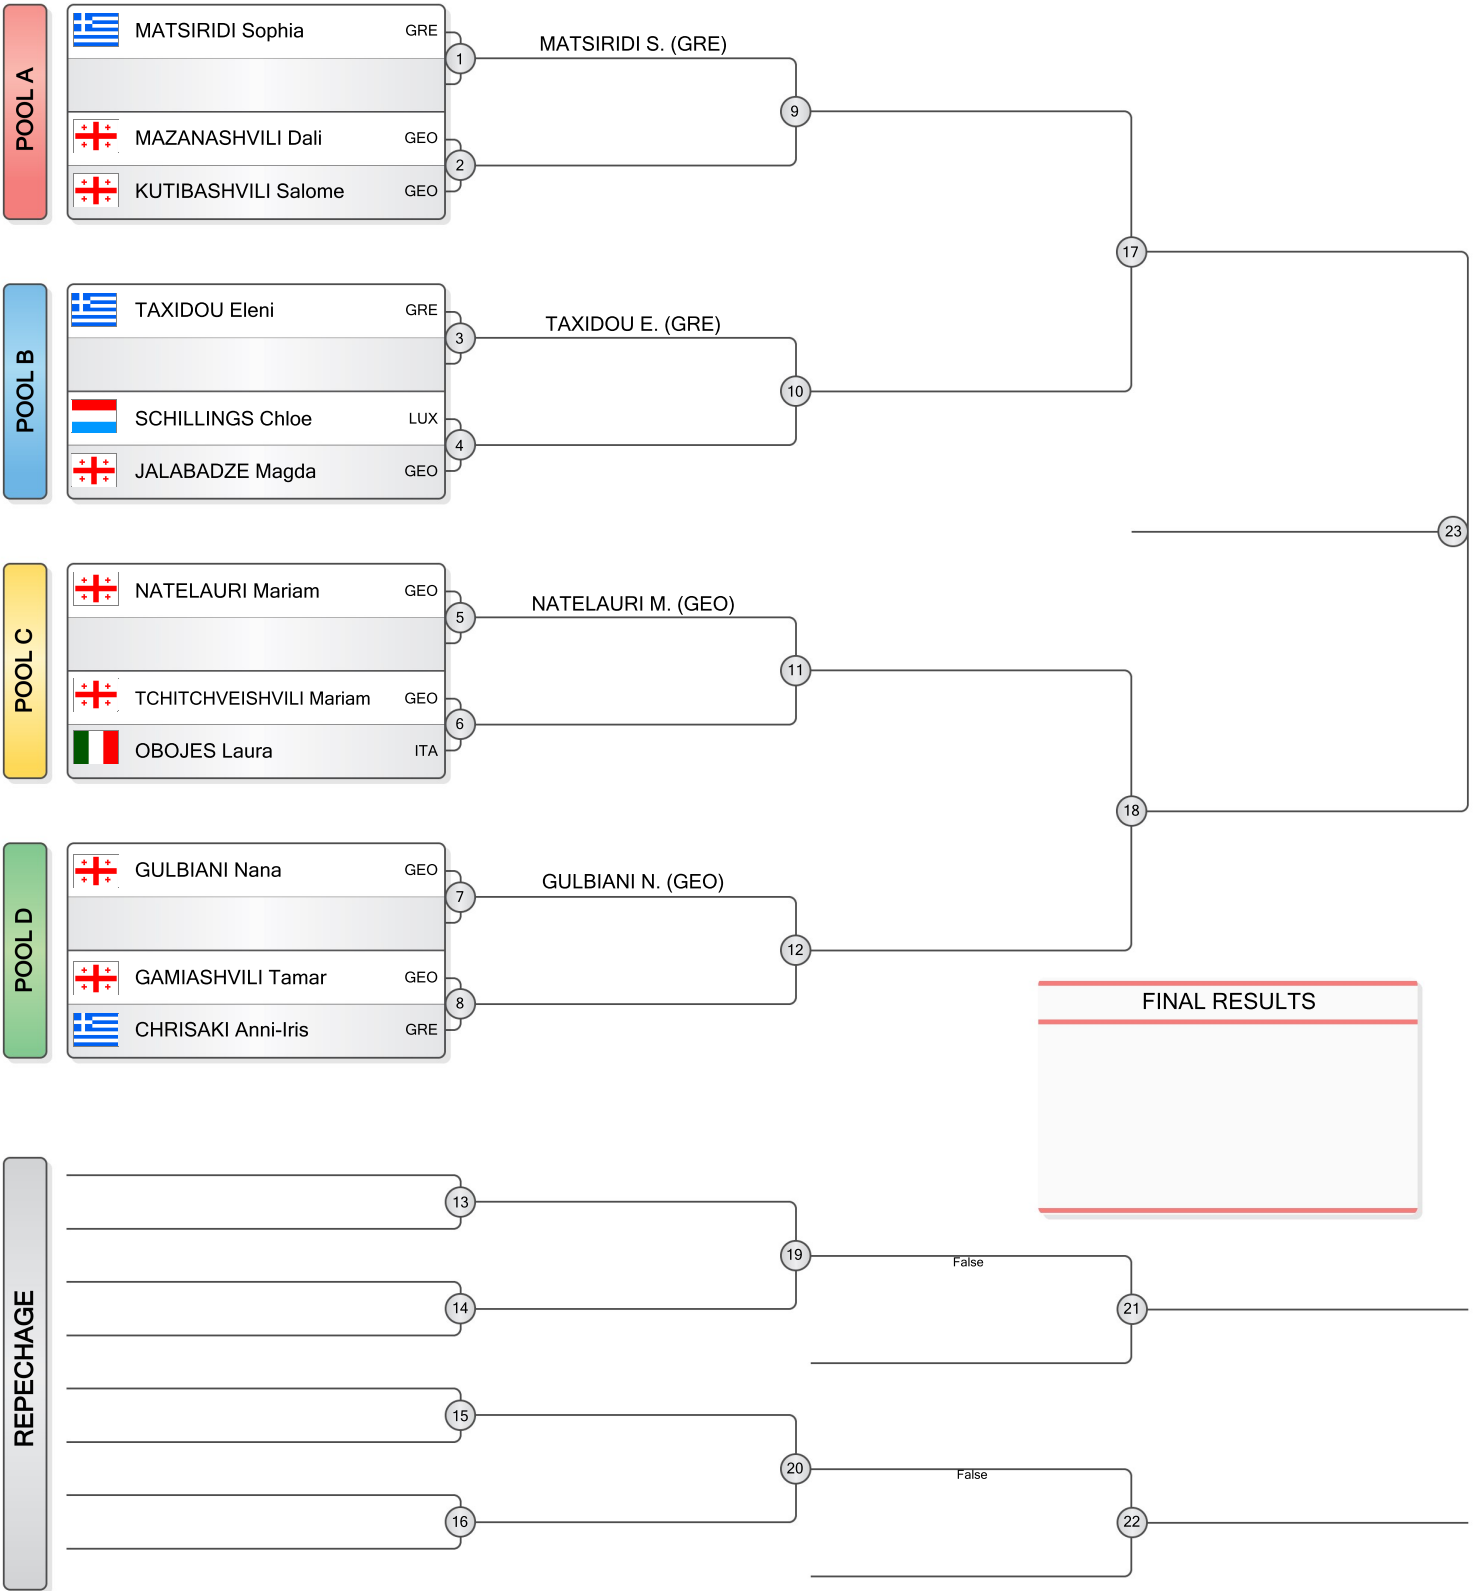 POOL A
MATSIRIDI Sophia GRE
1
MATSIRIDI S. (GRE)
9
MAZANASHVILI Dali GEO
2
KUTIBASHVILI Salome GEO
17
POOL B
TAXIDOU Eleni GRE
3
TAXIDOU E. (GRE)
10
SCHILLINGS Chloe LUX
4
JALABADZE Magda GEO
23
POOL C
NATELAURI Mariam GEO
5
NATELAURI M. (GEO)
11
TCHITCHVEISHVILI Mariam GEO
6
OBOJES Laura ITA
18
POOL D
GULBIANI Nana GEO
7
GULBIANI N. (GEO)
12
GAMIASHVILI Tamar GEO
8
CHRISAKI Anni-Iris GRE
FINAL RESULTS
REPECHAGE
13
19
False
14
21
15
20
False
16
22